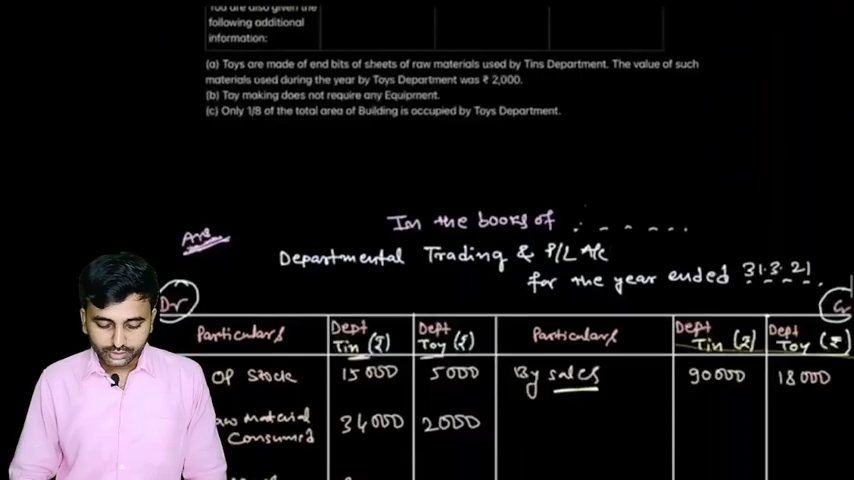 You are also given the
following additional
information:
(a) Toys are made of end bits of sheets of raw materials used by Tins Department. The value of such
materials used during the year by Toys Department was ₹ 2,000.
(b) Toy making does not require any Equipment.
(c) Only 1/8 of the total area of Building is occupied by Toys Department.
Ans
In the books of . - - - - -
Departmental Trading & P/L A/c
for the year ended 31.3.21
Dr
Cr
Particulars Dept Tin (₹) Dept Toy (₹) Particulars Dept Tin (₹) Dept Toy (₹)
OP Stock 15000 5000 By sales 90000 18000
aw Material Consumed 34000 2000